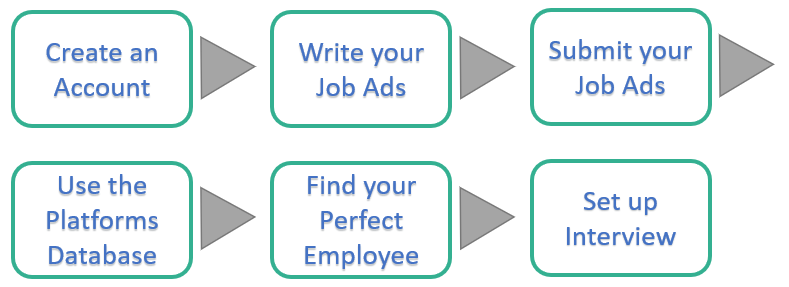 Create an
Account
Write your
Job Ads
Submit your
Job Ads
Use the
Platforms
Database
Find your
Perfect
Employee
Set up
Interview